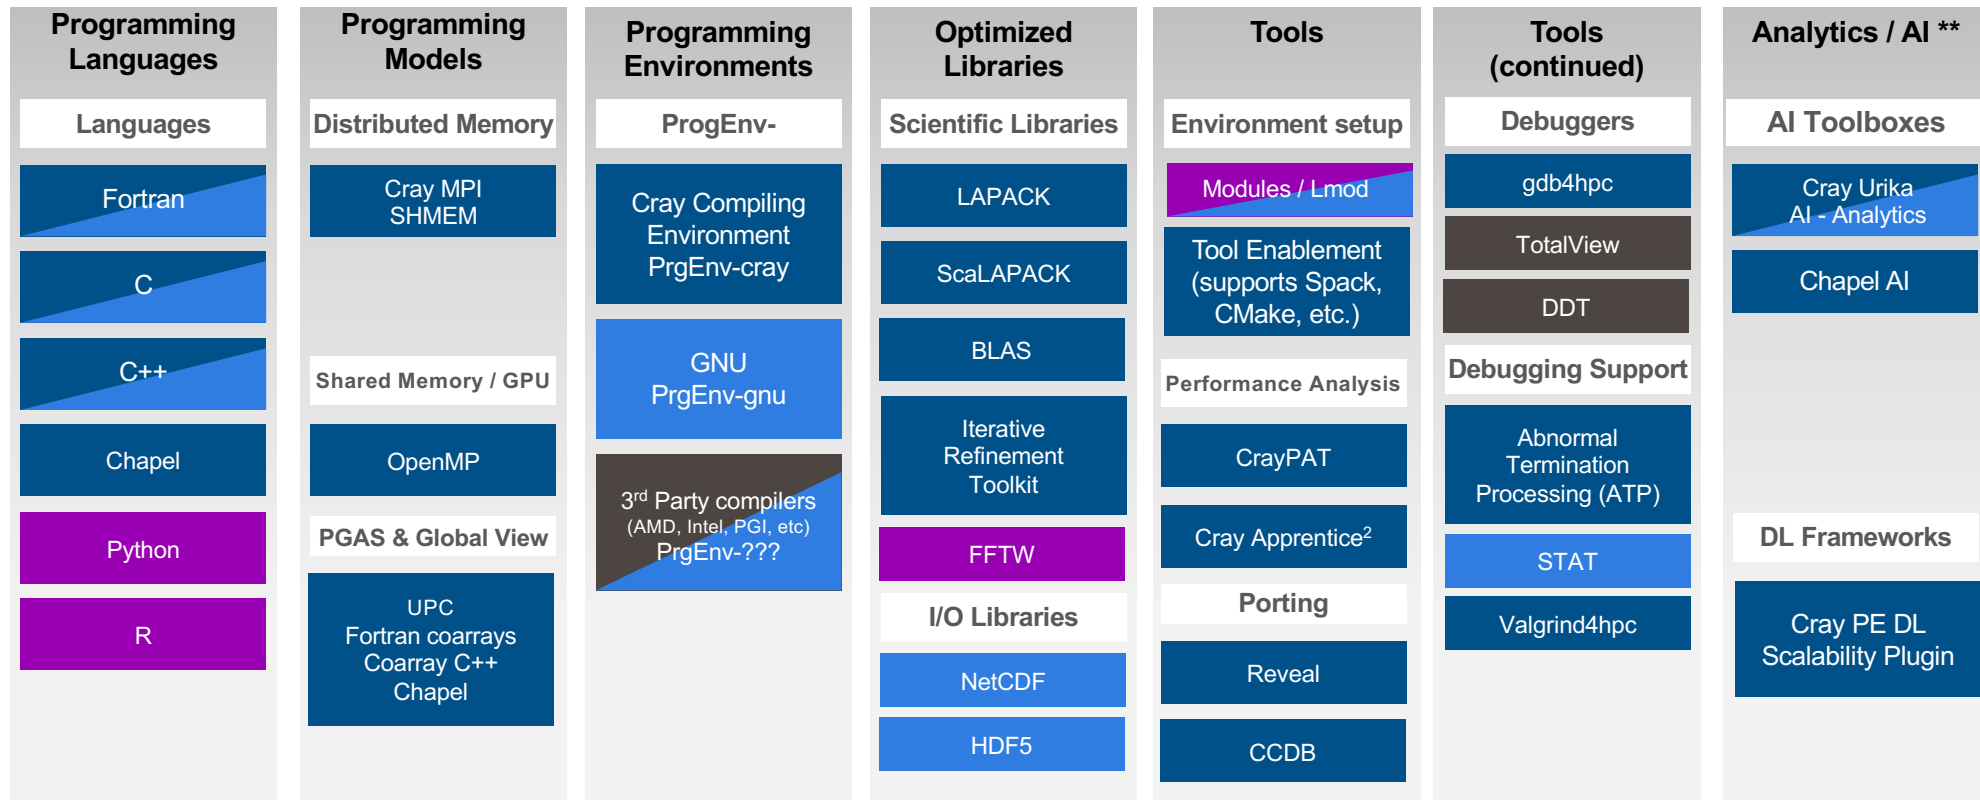 Programming
Languages
Languages
Fortran
C
C++
Chapel
Python
R
Programming
Models
Distributed Memory
Cray MPI
SHMEM
Shared Memory / GPU
OpenMP
PGAS & Global View
UPC
Fortran coarrays
Coarray C++
Chapel
Programming
Environments
ProgEnv-
Cray Compiling
Environment
PrgEnv-cray
GNU
PrgEnv-gnu
3rd Party compilers
(AMD, Intel, PGI, etc)
PrgEnv-???
Optimized
Libraries
Scientific Libraries
LAPACK
ScaLAPACK
BLAS
Iterative
Refinement
Toolkit
FFTW
I/O Libraries
NetCDF
HDF5
Tools
Environment setup
Modules / Lmod
Tool Enablement
(supports Spack,
CMake, etc.)
Performance Analysis
CrayPAT
Cray Apprentice2
Porting
Reveal
CCDB
Tools
(continued)
Debuggers
gdb4hpc
TotalView
DDT
Debugging Support
Abnormal
Termination
Processing (ATP)
STAT
Valgrind4hpc
Analytics / AI **
AI Toolboxes
Cray Urika
AI - Analytics
Chapel AI
DL Frameworks
Cray PE DL
Scalability Plugin